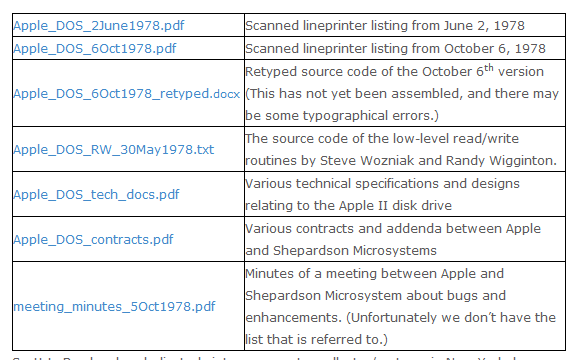 Apple_DOS_2June1978.pdf Scanned lineprinter listing from June 2, 1978
Apple_DOS_6Oct1978.pdf Scanned lineprinter listing from October 6, 1978
Retyped source code of the October 6th version
Apple_DOS_6Oct1978_retyped.docx (This has not yet been assembled, and there may
be some typographical errors.)
Apple_DOS_RW_30May1978.txt The source code of the low-level read/write
routines by Steve Wozniak and Randy Wigginton.
Apple_DOS_tech_docs.pdf Various technical specifications and designs
relating to the Apple II disk drive
Apple_DOS_contracts.pdf Various contracts and addenda between Apple
and Shepardson Microsystems
Minutes of a meeting between Apple and
Shepardson Microsystem about bugs and
meeting_minutes_5Oct1978.pdf enhancements. (Unfortunately we don't have the
list that is referred to.)